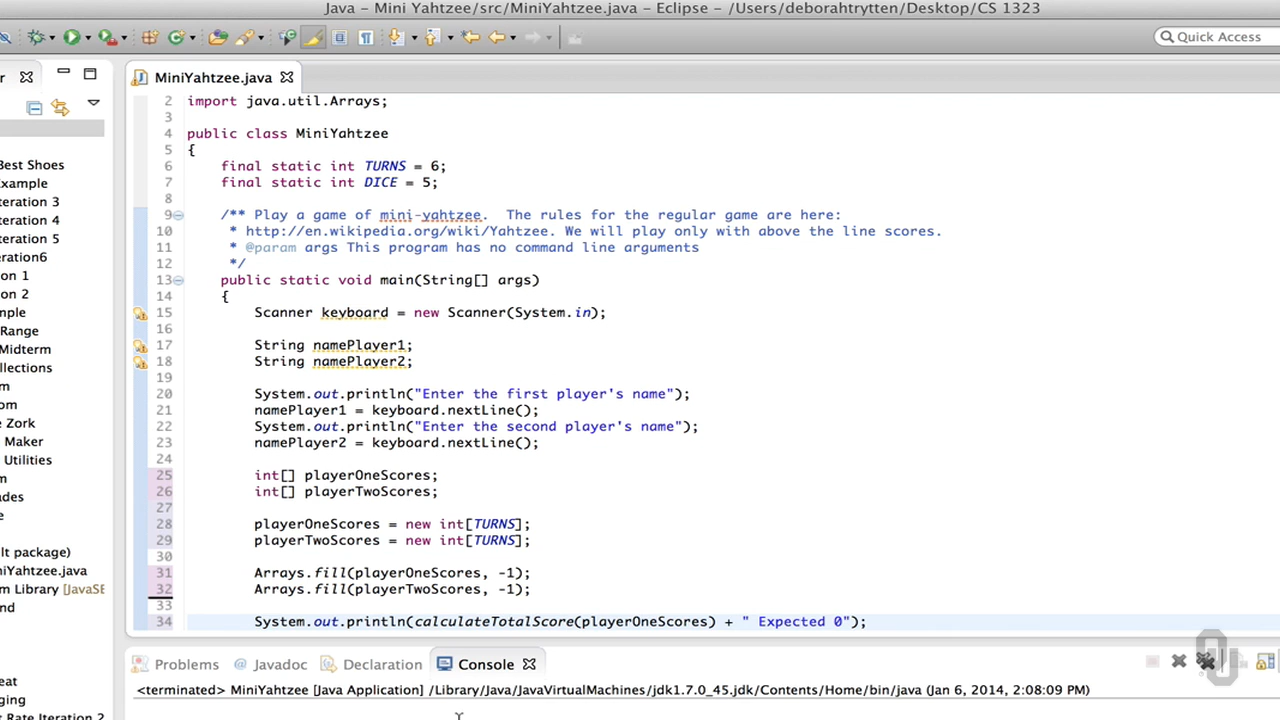 Java - Mini Yahtzee/src/MiniYahtzee.java - Eclipse - /Users/deborahtrytten/Desktop/CS 1323
Quick Access
r
MiniYahtzee.java
Best Shoes
Example
teration 3
teration 4
teration 5
teration6
on 1
on 2
mple
Range
Midterm
ollections
m
om
e Zork
Maker
Utilities
m
ades
e
lt package)
niYahtzee.java
m Library [JavaSE
nd
eat
ging
t Rate Iteration 2
2 import java.util.Arrays;
3
4 public class MiniYahtzee
5 {
6 final static int TURNS = 6;
7 final static int DICE = 5;
8
9 /** Play a game of mini-yahtzee.  The rules for the regular game are here:
10 * http://en.wikipedia.org/wiki/Yahtzee. We will play only with above the line scores.
11 * @param args This program has no command line arguments
12 */
13 public static void main(String[] args)
14 {
15 Scanner keyboard = new Scanner(System.in);
16
17 String namePlayer1;
18 String namePlayer2;
19
20 System.out.println("Enter the first player's name");
21 namePlayer1 = keyboard.nextLine();
22 System.out.println("Enter the second player's name");
23 namePlayer2 = keyboard.nextLine();
24
25 int[] playerOneScores;
26 int[] playerTwoScores;
27
28 playerOneScores = new int[TURNS];
29 playerTwoScores = new int[TURNS];
30
31 Arrays.fill(playerOneScores, -1);
32 Arrays.fill(playerTwoScores, -1);
33
34 System.out.println(calculateTotalScore(playerOneScores) + " Expected 0");
Problems @ Javadoc Declaration Console
<terminated> MiniYahtzee [Java Application] /Library/Java/JavaVirtualMachines/jdk1.7.0_45.jdk/Contents/Home/bin/java (Jan 6, 2014, 2:08:09 PM)